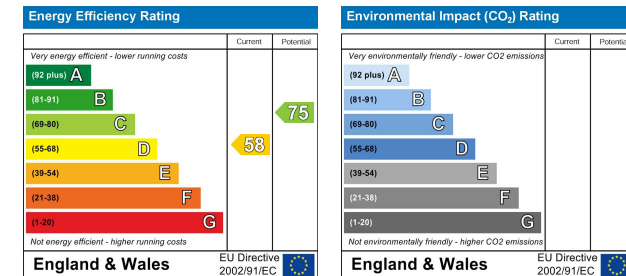 Energy Efficiency Rating
Current Potential
Very energy efficient - lower running costs
(92 plus) A
(81-91) B
(69-80) C
(55-68) D
(39-54) E
(21-38) F
(1-20) G
58
75
Not energy efficient - higher running costs
England & Wales
EU Directive
2002/91/EC
Environmental Impact (CO₂) Rating
Current Potential
Very environmentally friendly - lower CO2 emissions
(92 plus) A
(81-91) B
(69-80) C
(55-68) D
(39-54) E
(21-38) F
(1-20) G
Not environmentally friendly - higher CO2 emissions
England & Wales
EU Directive
2002/91/EC